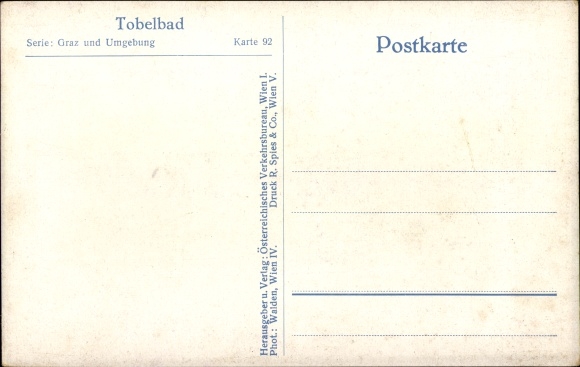 Tobelbad
Serie: Graz und Umgebung Karte 92
Postkarte
Herausgeber u. Verlag: Österreichisches Verkehrsbureau, Wien I.
Phot.: Walden, Wien IV. Druck R. Spies & Co., Wien V.